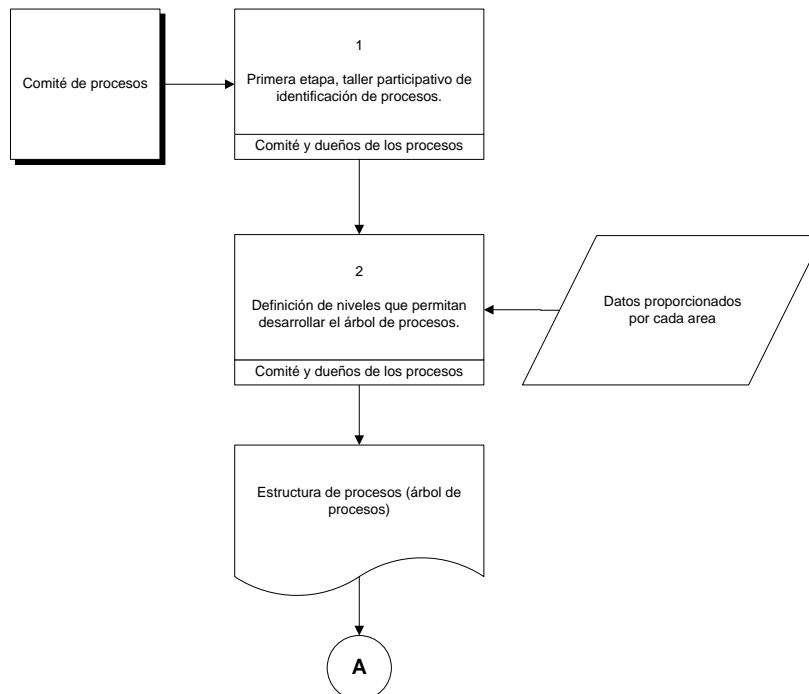 Comité de procesos
1
Primera etapa, taller participativo de
identificación de procesos.
Comité y dueños de los procesos
2
Definición de niveles que permitan
desarrollar el árbol de procesos.
Comité y dueños de los procesos
Datos proporcionados
por cada area
Estructura de procesos (árbol de
procesos)
A